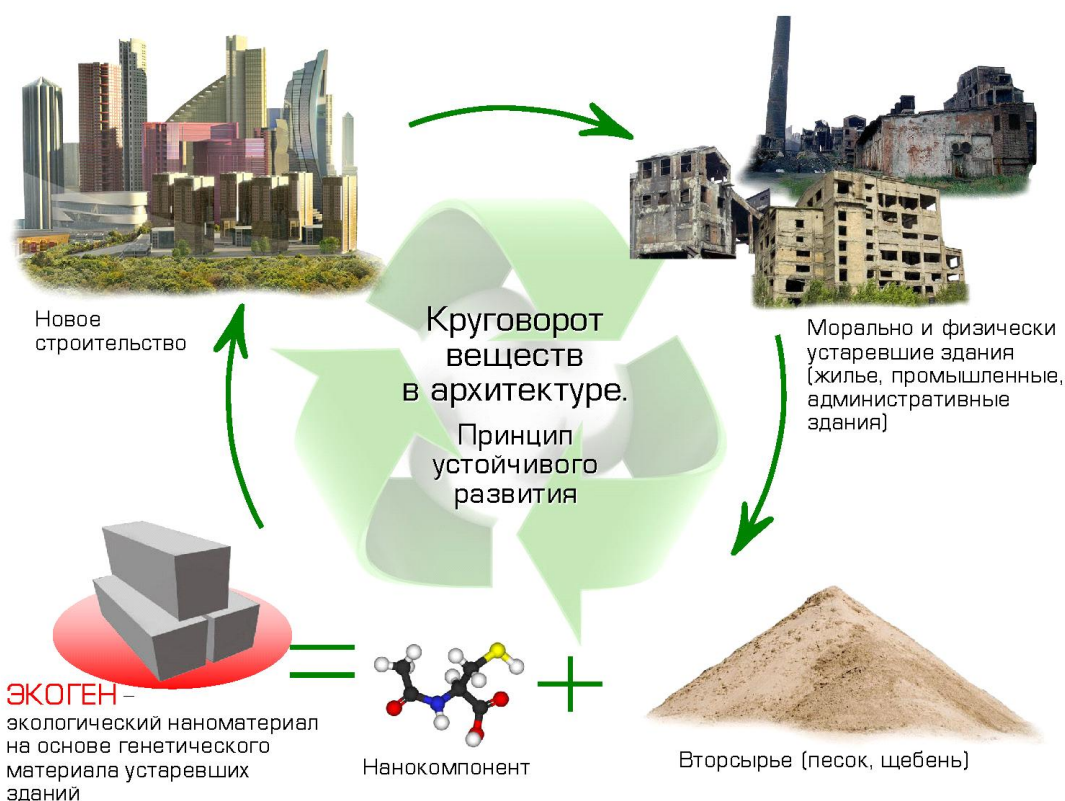 Новое
строительство
Круговорот
веществ
в архитектуре.
Принцип
устойчивого
развития
Морально и физически
устаревшие здания
(жилье, промышленные,
административные
здания)
ЭКОГЕН –
экологический наноматериал
на основе генетического
материала устаревших
зданий
Нанокомпонент
Вторсырье (песок, щебень)